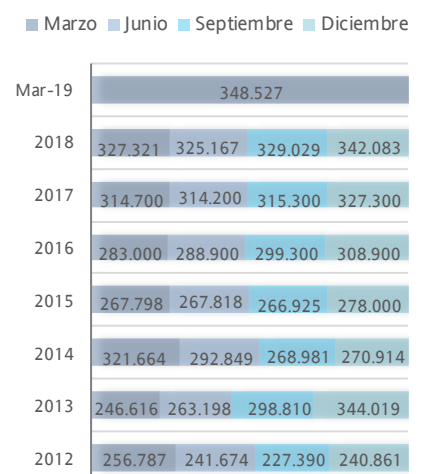 Marzo Junio Septiembre Diciembre
Mar-19 348.527
2018 327.321 325.167 329.029 342.083
2017 314.700 314.200 315.300 327.300
2016 283.000 288.900 299.300 308.900
2015 267.798 267.818 266.925 278.000
2014 321.664 292.849 268.981 270.914
2013 246.616 263.198 298.810 344.019
2012 256.787 241.674 227.390 240.861